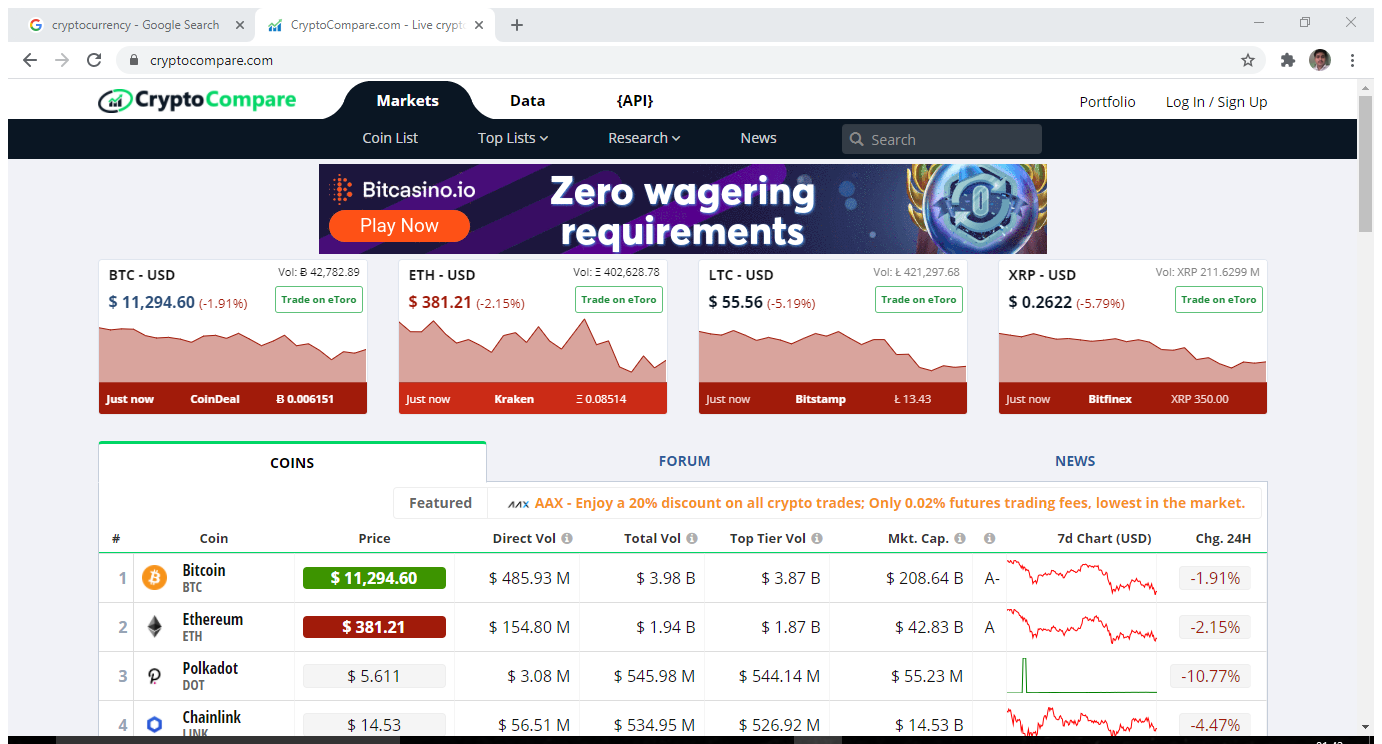 cryptocurrency - Google Search
CryptoCompare.com - Live crypto
cryptocompare.com
CryptoCompare
Markets
Data
{API}
Portfolio
Log In / Sign Up
Coin List
Top Lists
Research
News
Search
Bitcasino.io
Play Now
Zero wagering
requirements
BTC - USD
Vol: Ƀ 42,782.89
$ 11,294.60 (-1.91%)
Trade on eToro
Just now
CoinDeal
Ƀ 0.006151
ETH - USD
Vol: Ξ 402,628.78
$ 381.21 (-2.15%)
Trade on eToro
Just now
Kraken
Ξ 0.08514
LTC - USD
Vol: Ł 421,297.68
$ 55.56 (-5.19%)
Trade on eToro
Just now
Bitstamp
Ł 13.43
XRP - USD
Vol: XRP 211.6299 M
$ 0.2622 (-5.79%)
Trade on eToro
Just now
Bitfinex
XRP 350.00
COINS
FORUM
NEWS
Featured
AAX AAX - Enjoy a 20% discount on all crypto trades; Only 0.02% futures trading fees, lowest in the market.
# Coin Price Direct Vol Total Vol Top Tier Vol Mkt. Cap. 7d Chart (USD) Chg. 24H
1 Bitcoin $ 11,294.60 $ 485.93 M $ 3.98 B $ 3.87 B $ 208.64 B A- -1.91%
BTC
2 Ethereum $ 381.21 $ 154.80 M $ 1.94 B $ 1.87 B $ 42.83 B A -2.15%
ETH
3 Polkadot $ 5.611 $ 3.08 M $ 545.98 M $ 544.14 M $ 55.23 M -10.77%
DOT
4 Chainlink $ 14.53 $ 56.51 M $ 534.95 M $ 526.92 M $ 14.53 B -4.47%
LINK